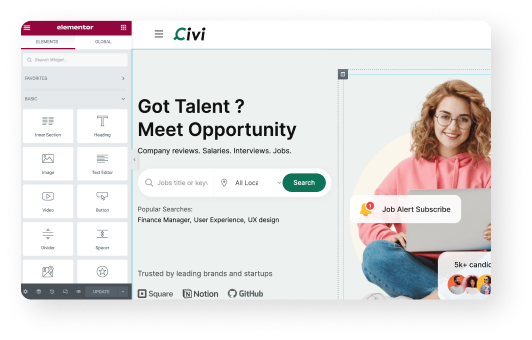 elementor
ELEMENTS
GLOBAL
Search Widget...
FAVORITES
BASIC
Inner Section
Heading
Image
Text Editor
Video
Button
Divider
Spacer
UPDATE
Civi
Got Talent ?
Meet Opportunity
Company reviews. Salaries. Interviews. Jobs.
Jobs title or key
All Loca
Search
Popular Searches:
Finance Manager, User Experience, UX design
Trusted by leading brands and startups
Square
Notion
GitHub
1
Job Alert Subscribe
5k+ candid